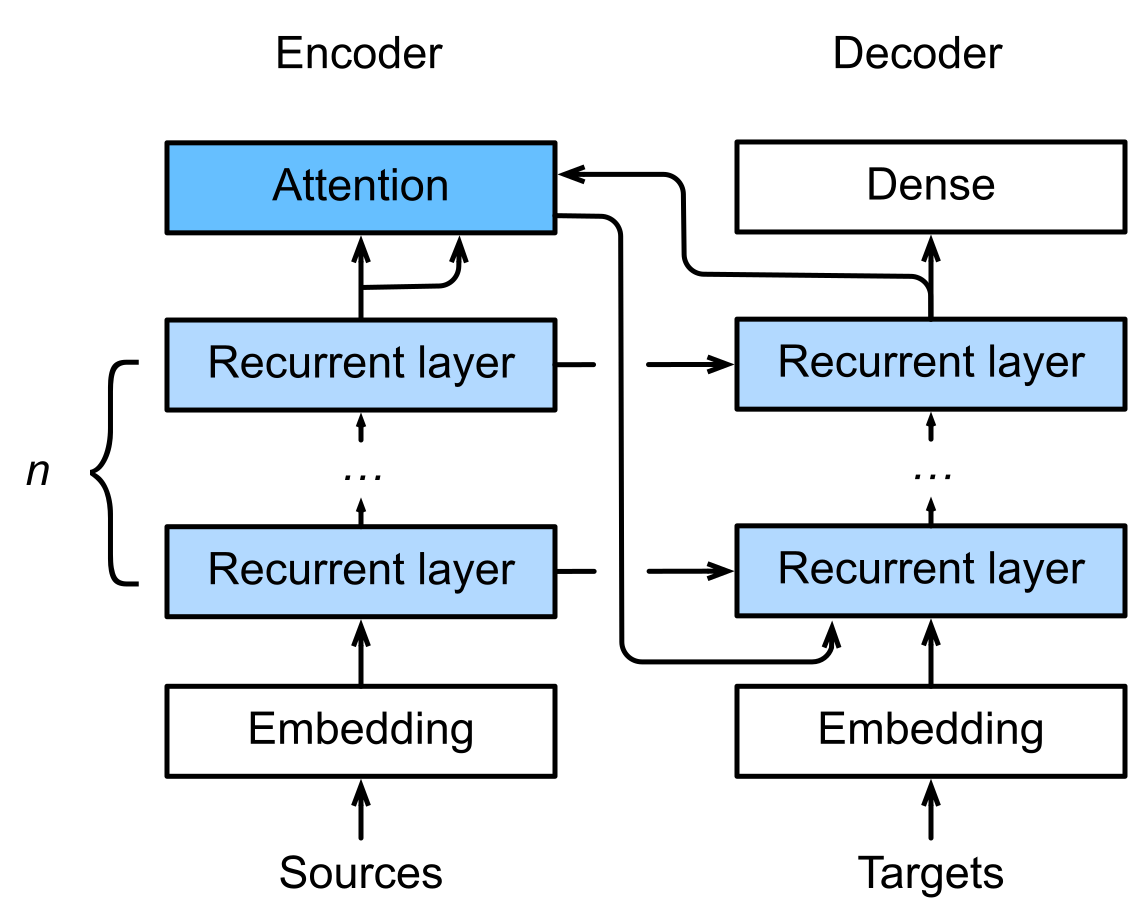 Encoder
Decoder
Attention
Dense
Recurrent layer
Recurrent layer
n
...
...
Recurrent layer
Recurrent layer
Embedding
Embedding
Sources
Targets